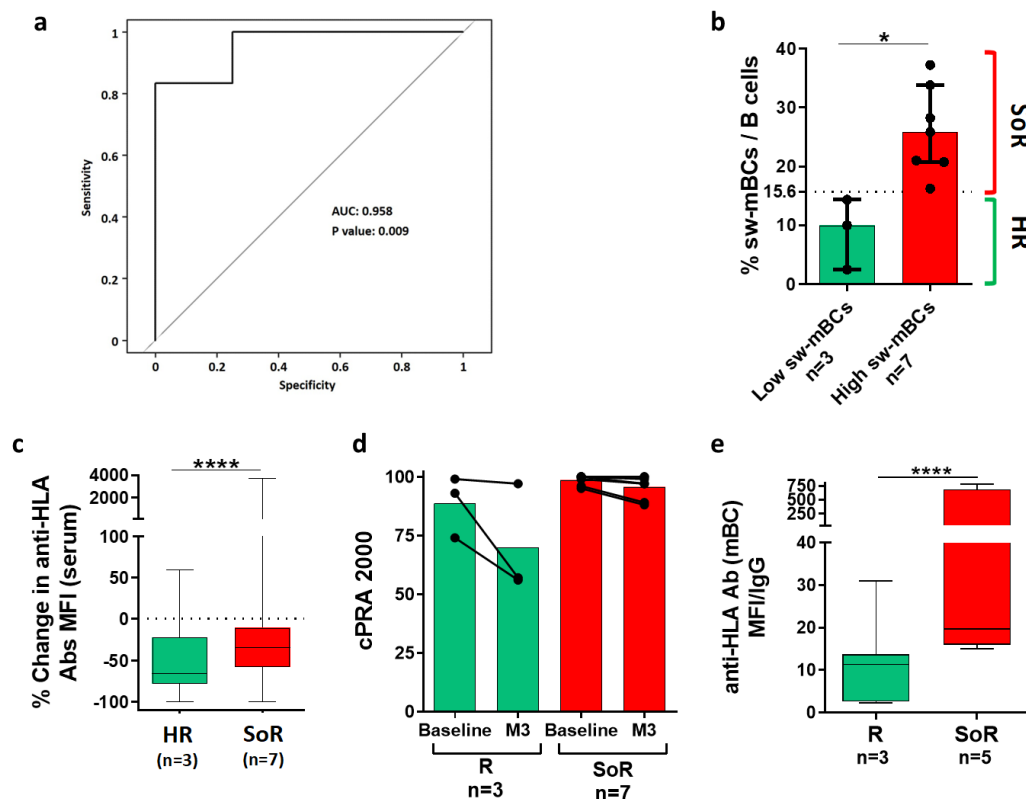 a
1
0.8
0.6
0.4
0.2
0
Sensitivity
AUC: 0.958
P value: 0.009
0
0.2
0.4
0.6
0.8
1
Specificity
b
*
40
30
20
15.6
10
0
% sw-mBCs / B cells
SoR
HR
Low sw-mBCs
n=3
High sw-mBCs
n=7
c
****
4000
2000
100
50
0
-50
-100
% Change in anti-HLA
Abs MFI (serum)
HR
(n=3)
SoR
(n=7)
d
100
75
50
25
0
cPRA 2000
Baseline M3 Baseline M3
R
n=3
SoR
n=7
e
****
750
500
250
40
30
20
10
0
anti-HLA Ab (mBC)
MFI/IgG
R
n=3
SoR
n=5